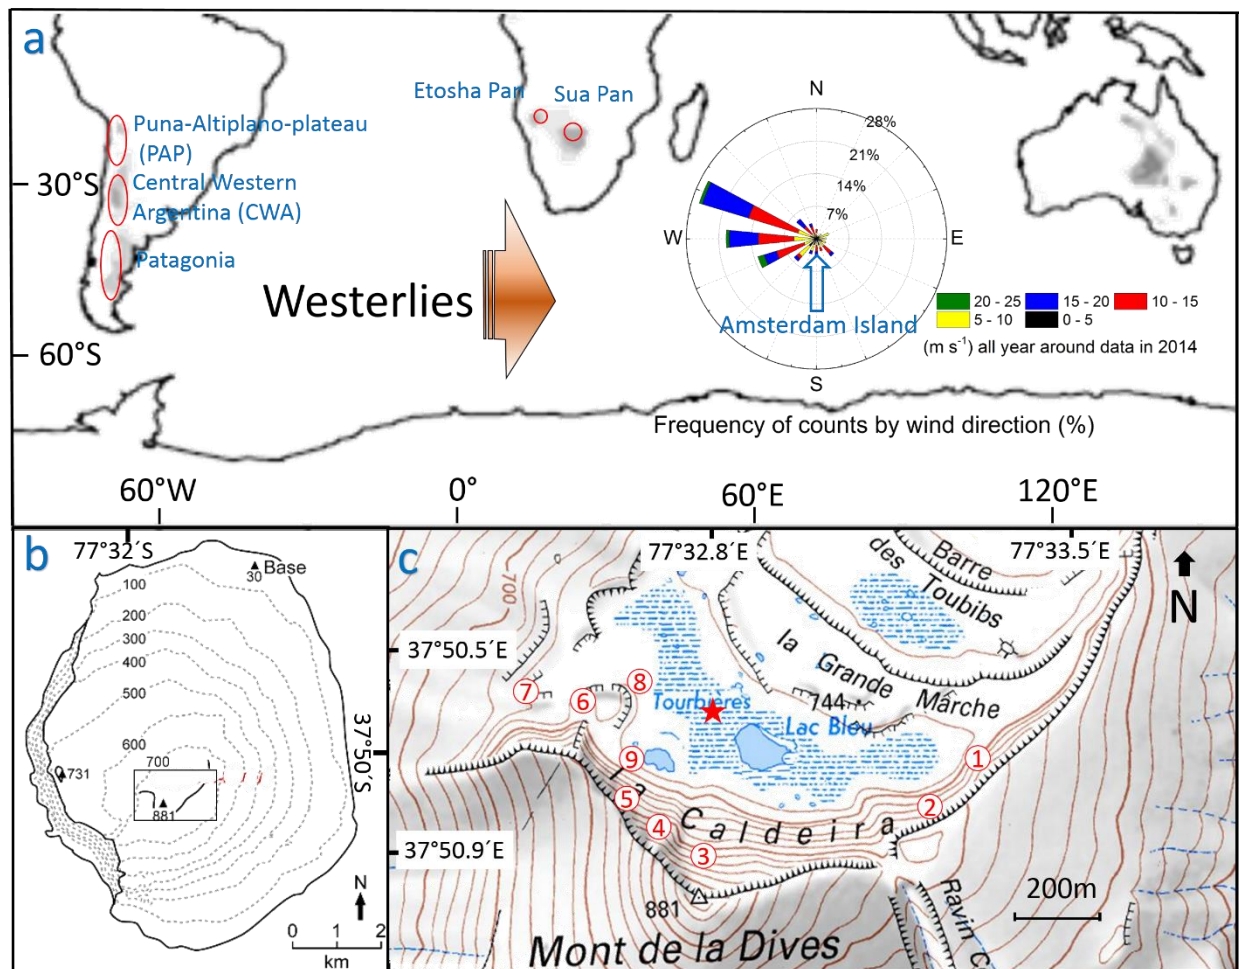 a
Etosha Pan
Sua Pan
Puna-Altiplano-plateau
(PAP)
Central Western
Argentina (CWA)
Patagonia
30°S
60°S
Westerlies
N
28%
21%
14%
7%
W
E
S
Amsterdam Island
20 - 25
15 - 20
10 - 15
5 - 10
0 - 5
(m s⁻¹) all year around data in 2014
Frequency of counts by wind direction (%)
60°W
0°
60°E
120°E
b
77°32´S
Base
30
100
200
300
400
500
600
700
731
881
37°50´S
N
0 1 2
km
c
77°32.8´E
77°33.5´E
N
700
des Toubibs
Barre
37°50.5´E
la Grande Marche
744
7
6
8
Tourbières
Lac Bleu
9
1
5
2
4
3
la Caldeira
37°50.9´E
881
200m
Ravin C
Mont de la Dives